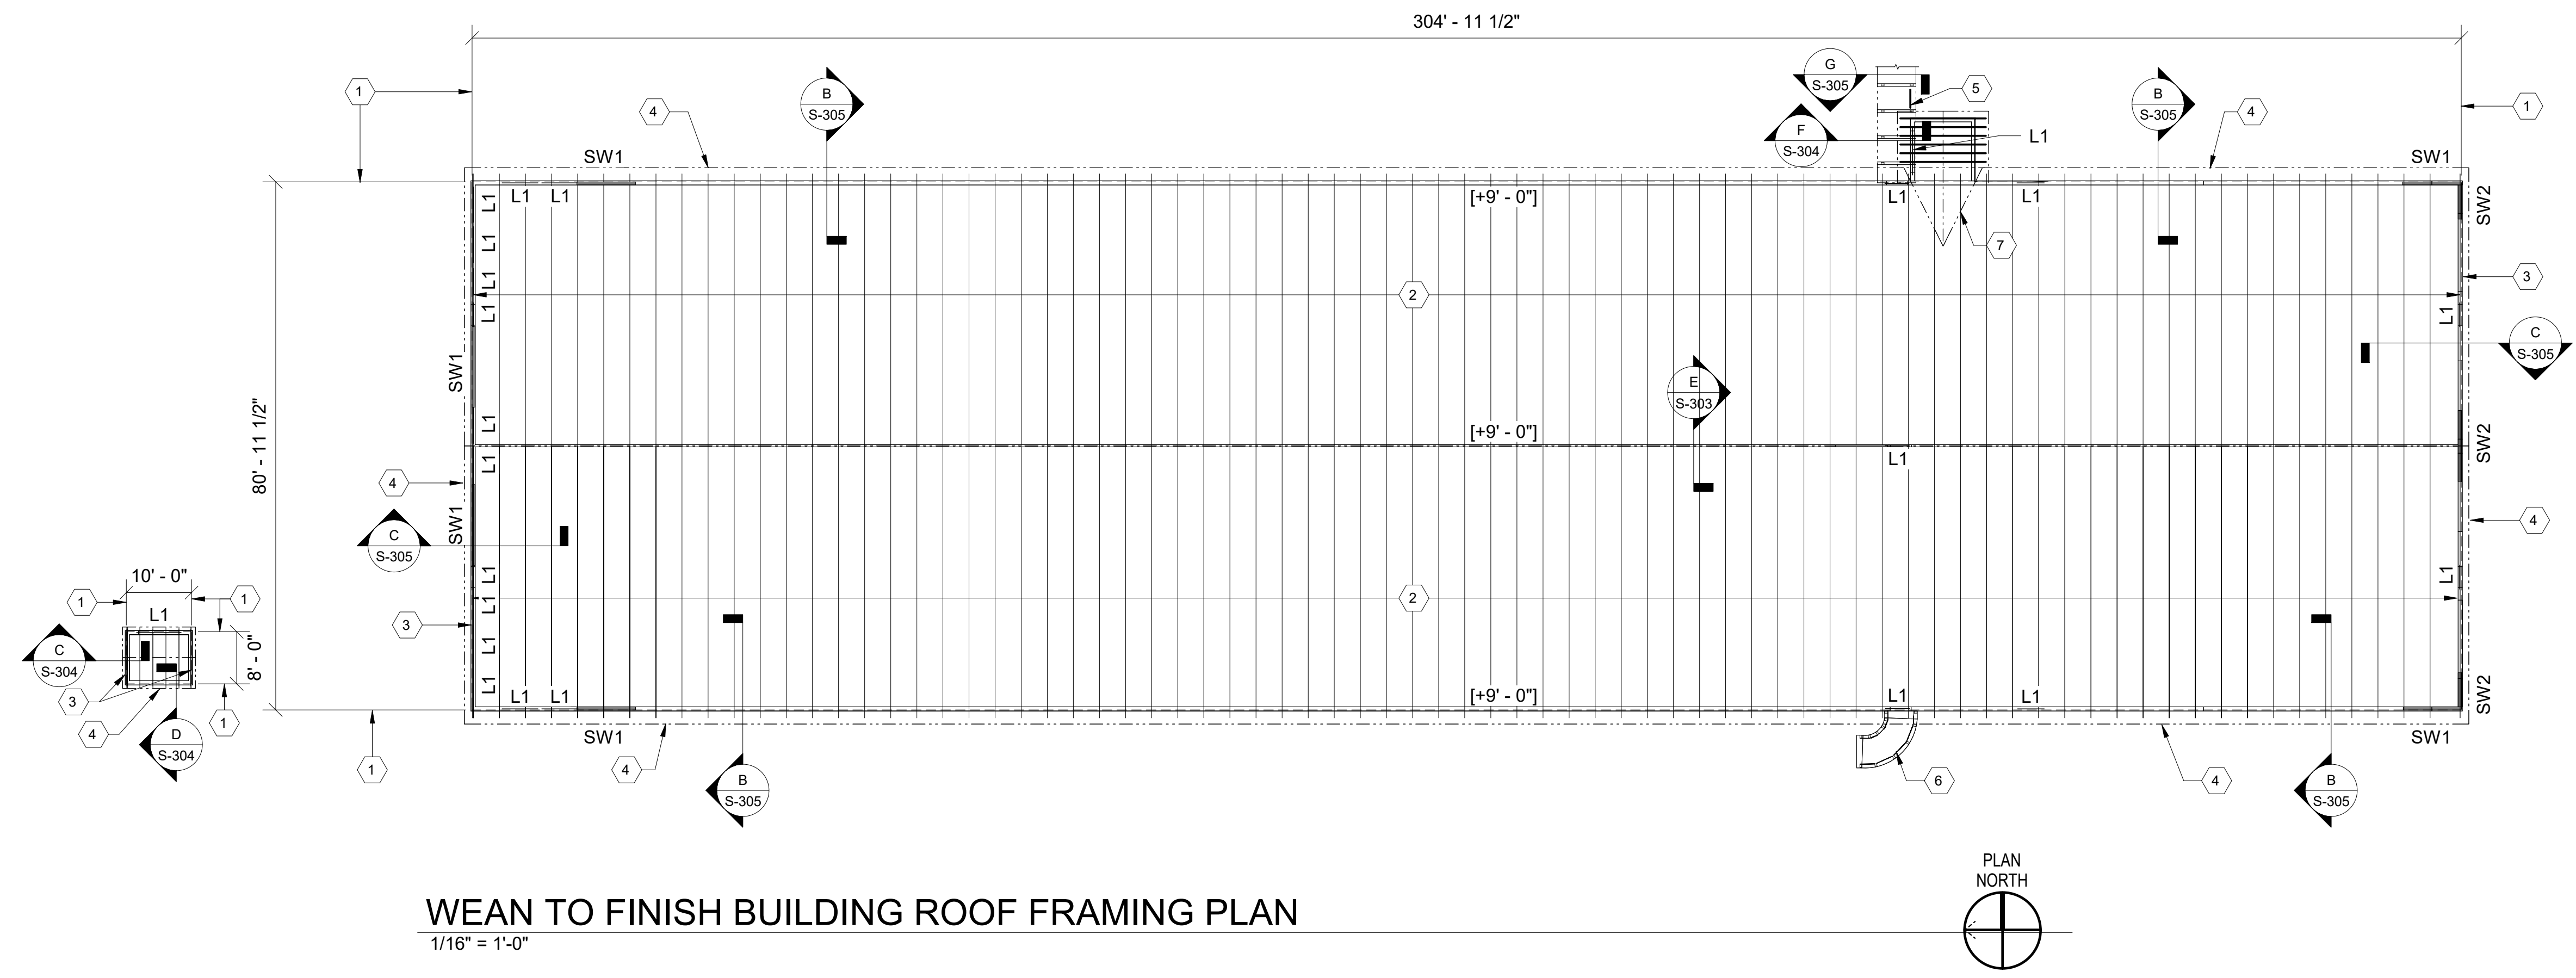 304' - 11 1/2"
G
S-305
1
B
S-305
4
5
B
S-305
4
1
F
S-304
L1
SW1
SW1
L1
L1
L1
[+9' - 0"]
L1
L1
SW2
L1
7
L1
3
2
L1
L1
C
S-305
SW1
E
S-303
80' - 11 1/2"
L1
[+9' - 0"]
SW2
L1
L1
4
SW1
4
C
S-305
10' - 0"
L1
L1
1
1
L1
2
L1
3
C
S-304
8' - 0"
L1
3
L1
L1
L1
[+9' - 0"]
L1
L1
SW2
1
4
D
S-304
SW1
SW1
1
4
B
S-305
6
4
B
S-305
PLAN
NORTH
WEAN TO FINISH BUILDING ROOF FRAMING PLAN
1/16" = 1'-0"